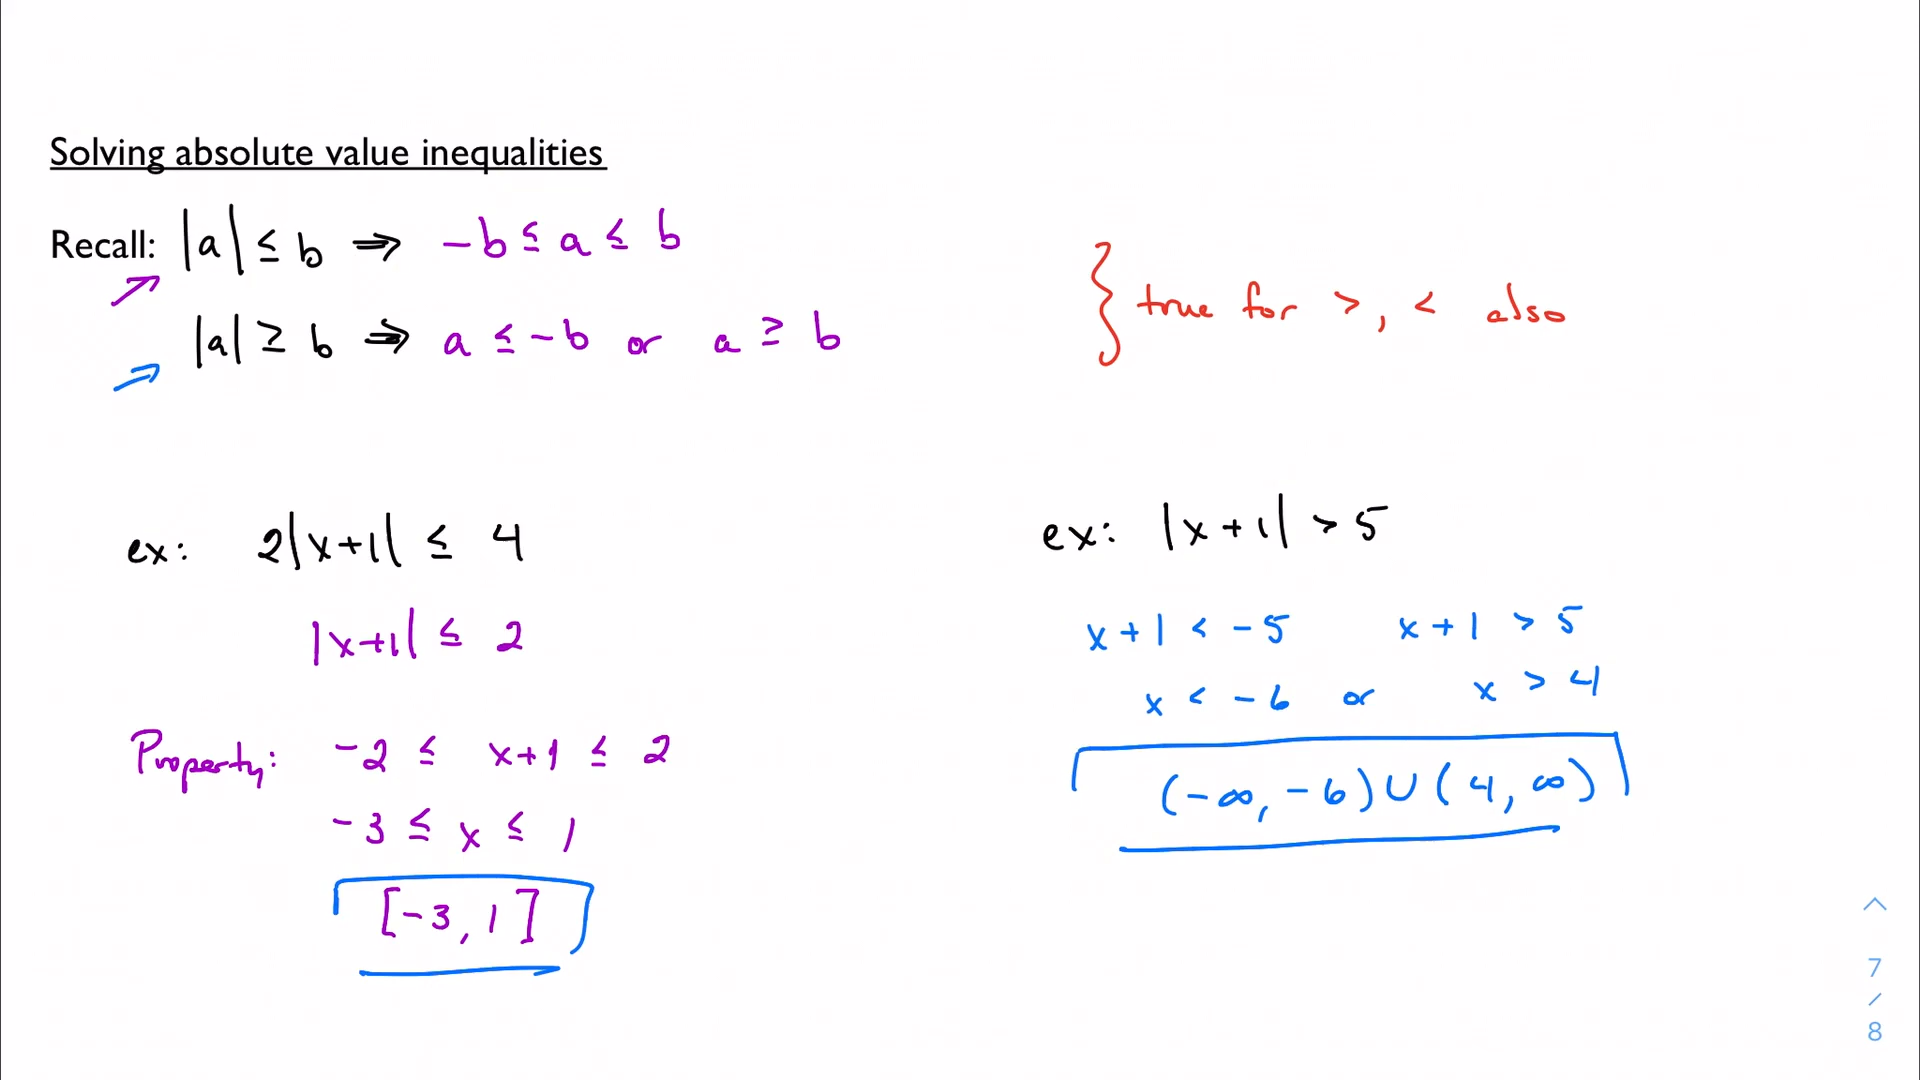 Solving absolute value inequalities
Recall: |a| ≤ b ⇒ -b ≤ a ≤ b
|a| ≥ b ⇒ a ≤ -b or a ≥ b
} true for >, < also
ex: 2|x+1| ≤ 4
|x+1| ≤ 2
Property: -2 ≤ x+1 ≤ 2
-3 ≤ x ≤ 1
[-3, 1]
ex: |x+1| > 5
x+1 < -5 x+1 > 5
x < -6 or x > 4
(-∞, -6) ∪ (4, ∞)
7
/
8